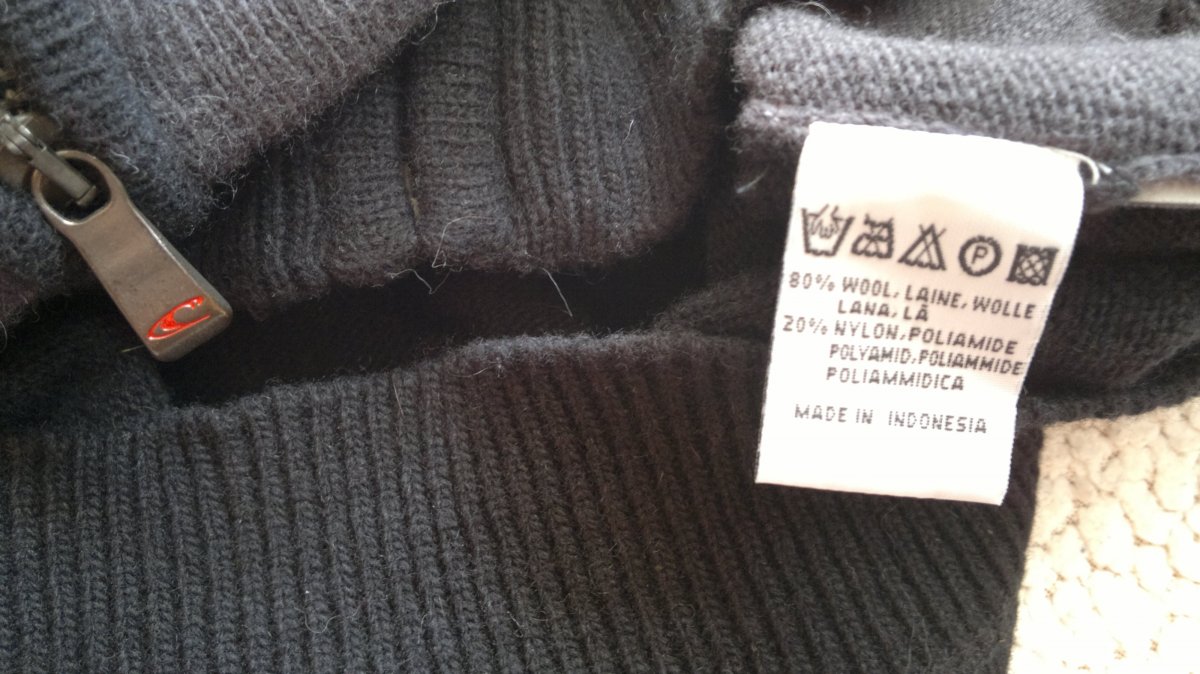 P
80% WOOL, LAINE, WOLLE
LANA, LÃ
20% NYLON, POLIAMIDE
POLYAMID, POLIAMMIDE
POLIAMMIDICA
MADE IN INDONESIA